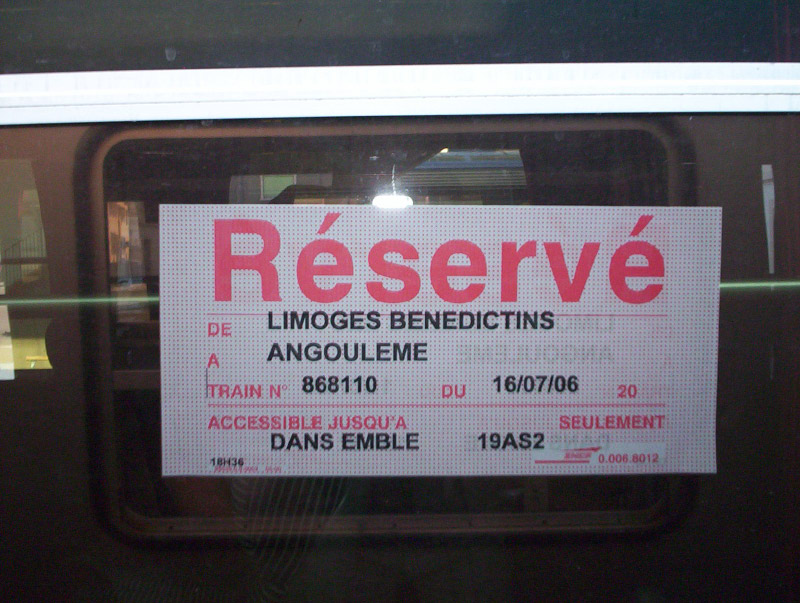 Réservé
DE LIMOGES BENEDICTINS
A ANGOULEME
TRAIN N° 868110 DU 16/07/06 20
ACCESSIBLE JUSQU'A SEULEMENT
DANS EMBLE 19AS2
18H36 SNCF 0.006.8012